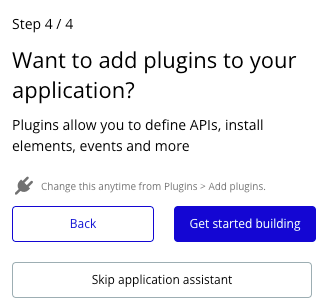 Step 4 / 4
Want to add plugins to your
application?
Plugins allow you to define APIs, install
elements, events and more
Change this anytime from Plugins > Add plugins.
Back
Get started building
Skip application assistant